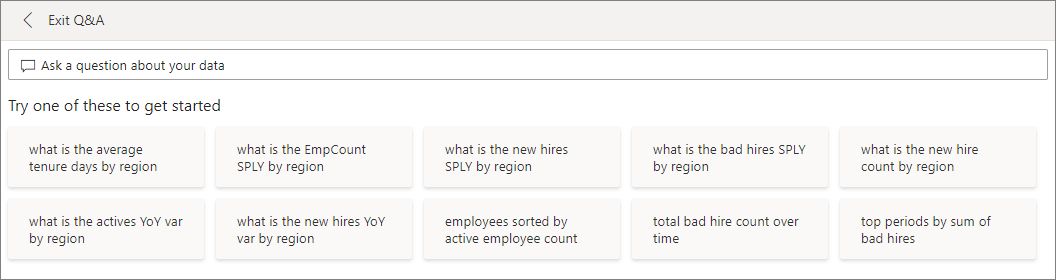 Exit Q&A
Ask a question about your data
Try one of these to get started
what is the average
tenure days by region
what is the EmpCount
SPLY by region
what is the new hires
SPLY by region
what is the bad hires SPLY
by region
what is the new hire
count by region
what is the actives YoY var
by region
what is the new hires YoY
var by region
employees sorted by
active employee count
total bad hire count over
time
top periods by sum of
bad hires